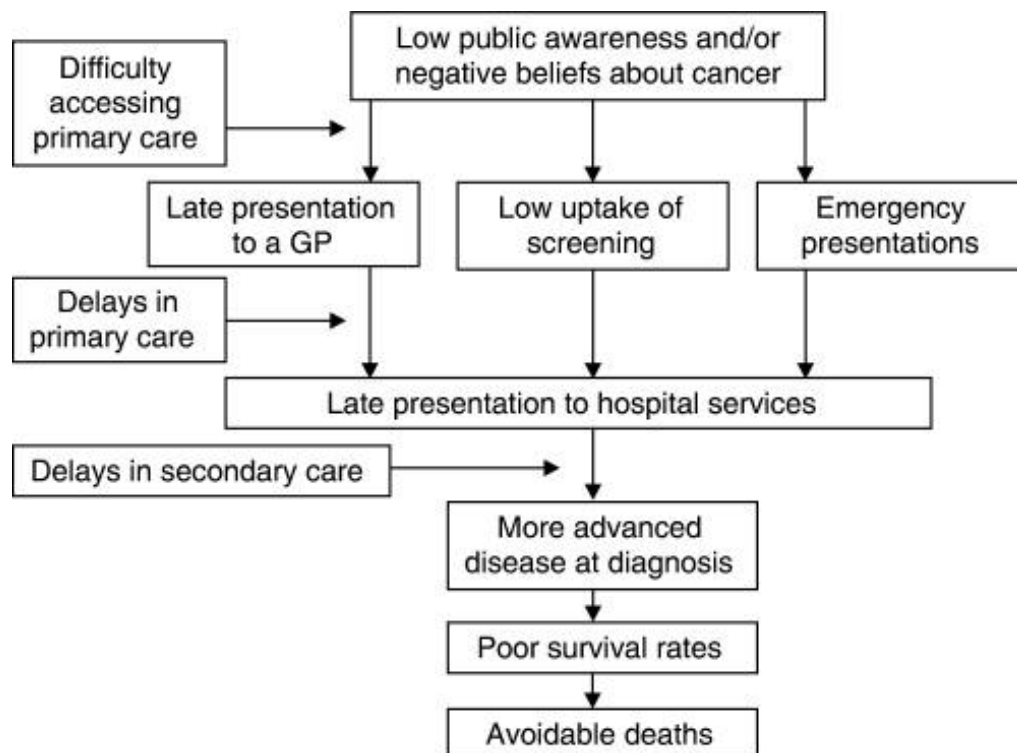 Low public awareness and/or
negative beliefs about cancer
Difficulty
accessing
primary care
Late presentation
to a GP
Low uptake of
screening
Emergency
presentations
Delays in
primary care
Late presentation to hospital services
Delays in secondary care
More advanced
disease at diagnosis
Poor survival rates
Avoidable deaths